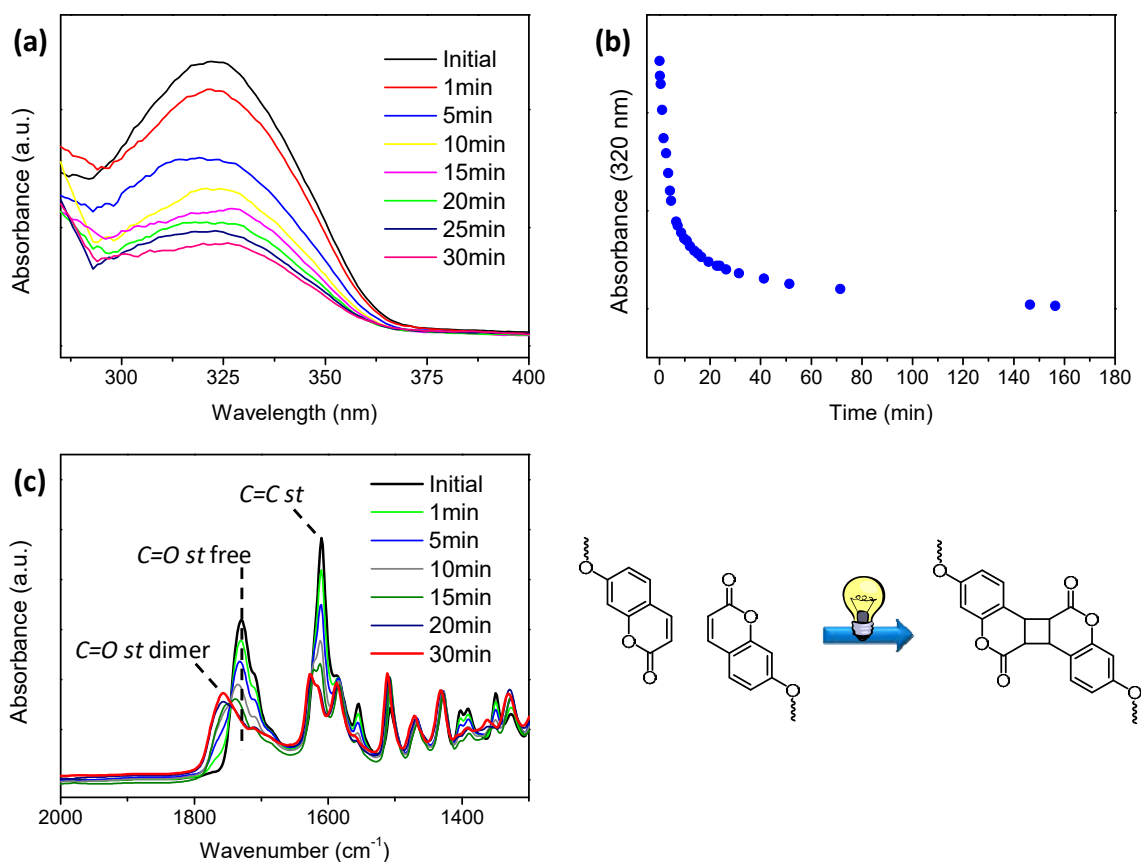 (a)
Absorbance (a.u.)
Initial
1min
5min
10min
15min
20min
25min
30min
300
325
350
375
400
Wavelength (nm)
(b)
Absorbance (320 nm)
0
20
40
60
80
100
120
140
160
180
Time (min)
(c)
Absorbance (a.u.)
C=C st
C=O st free
C=O st dimer
Initial
1min
5min
10min
15min
20min
30min
2000
1800
1600
1400
Wavenumber (cm⁻¹)
O
O
O
O
O
O
O
O
O
O
O
O